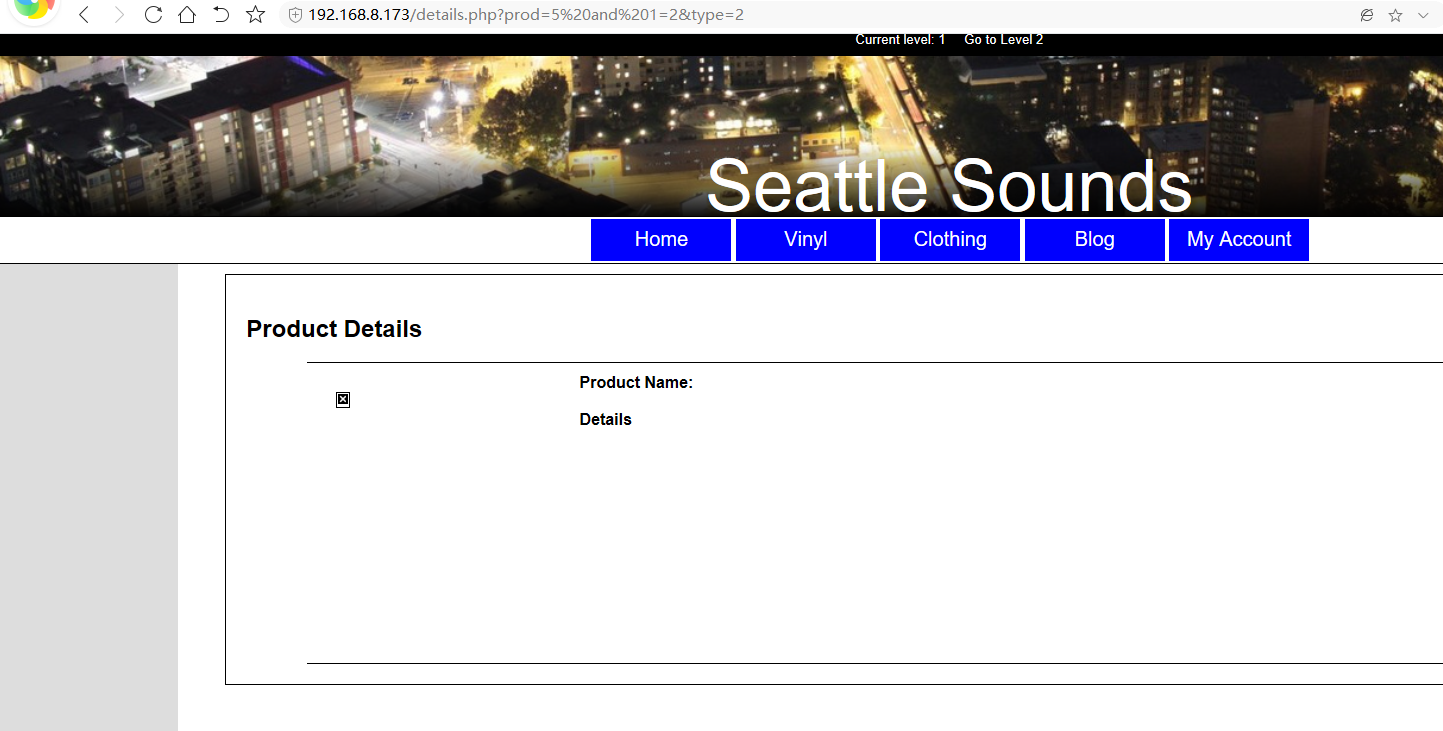 192.168.8.173/details.php?prod=5%20and%201=2&type=2
Current level: 1 Go to Level 2
Seattle Sounds
Home Vinyl Clothing Blog My Account
Product Details
Product Name:
Details